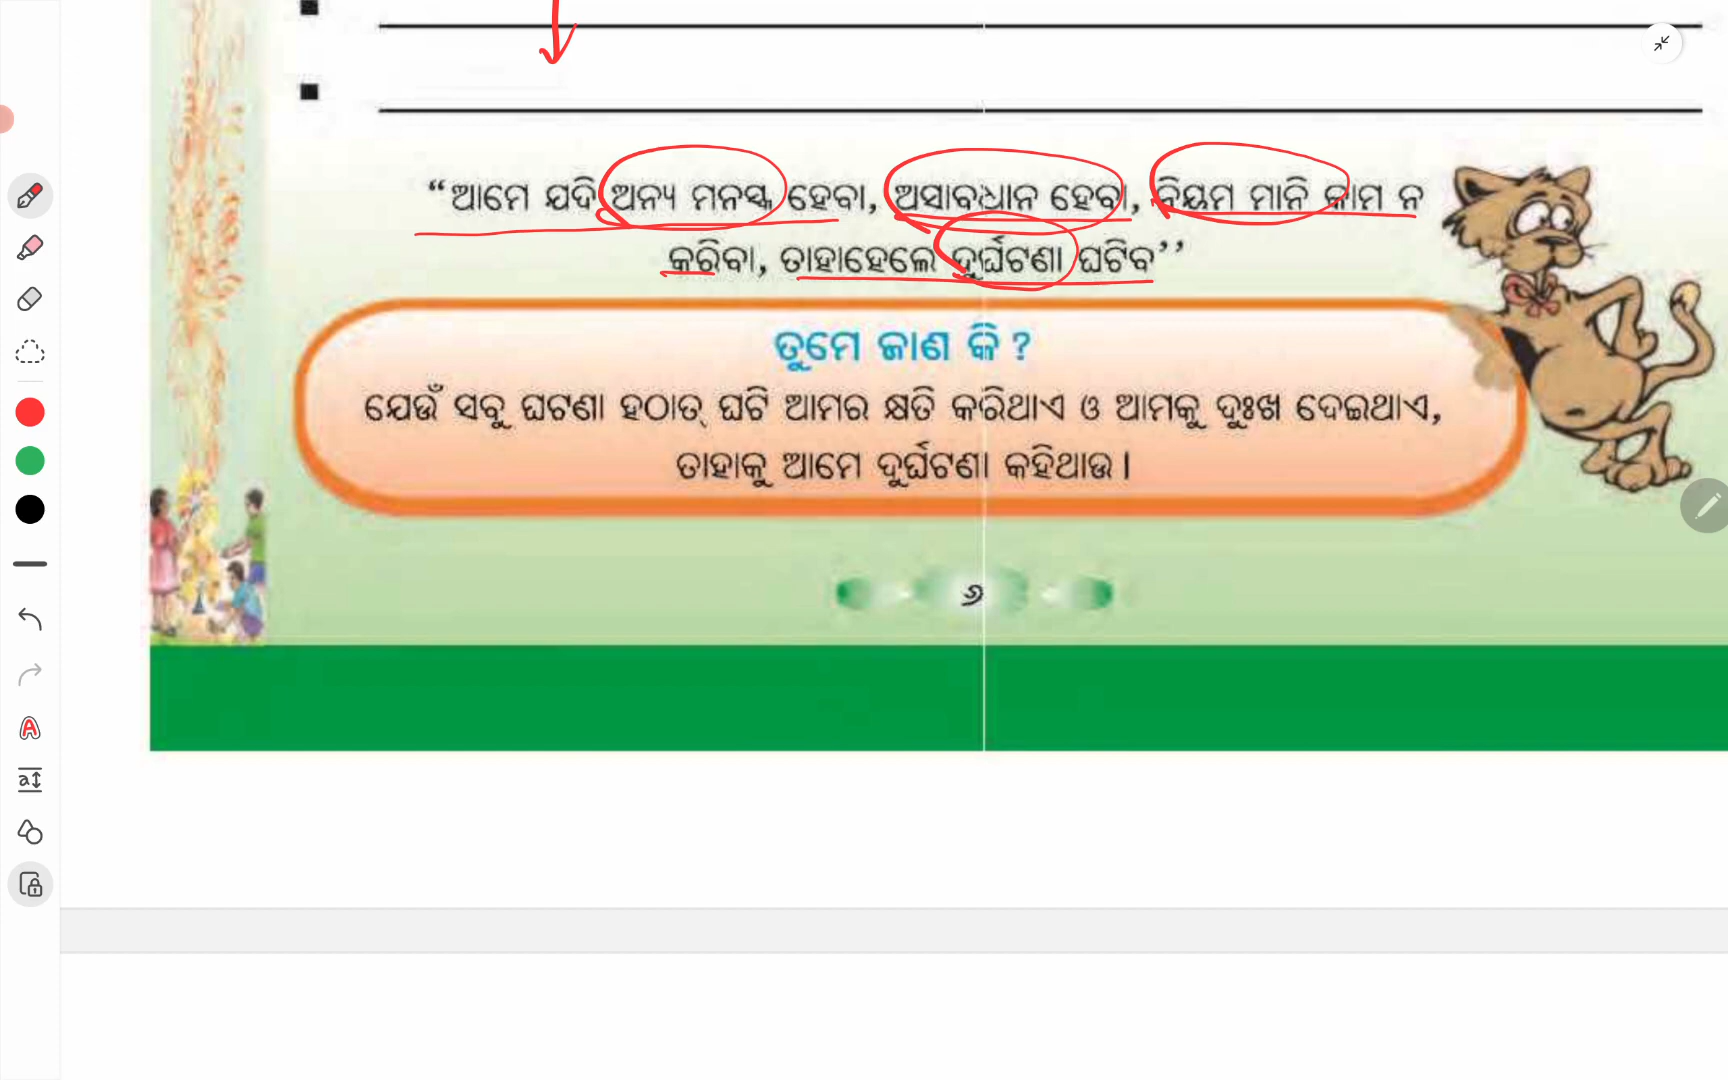 “ଆମେ ଯଦି ଅନ୍ୟ ମନସ୍କ ହେବା, ଅସାବଧାନ ହେବା, ନିୟମ ମାନି କାମ ନ
କରିବା, ତାହାହେଲେ ଦୁର୍ଘଟଣା ଘଟିବ’’
ତୁମେ ଜାଣ କି ?
ଯେଉଁ ସବୁ ଘଟଣା ହଠାତ୍ ଘଟି ଆମର କ୍ଷତି କରିଥାଏ ଓ ଆମକୁ ଦୁଃଖ ଦେଇଥାଏ,
ତାହାକୁ ଆମେ ଦୁର୍ଘଟଣା କହିଥାଉ ।
୬